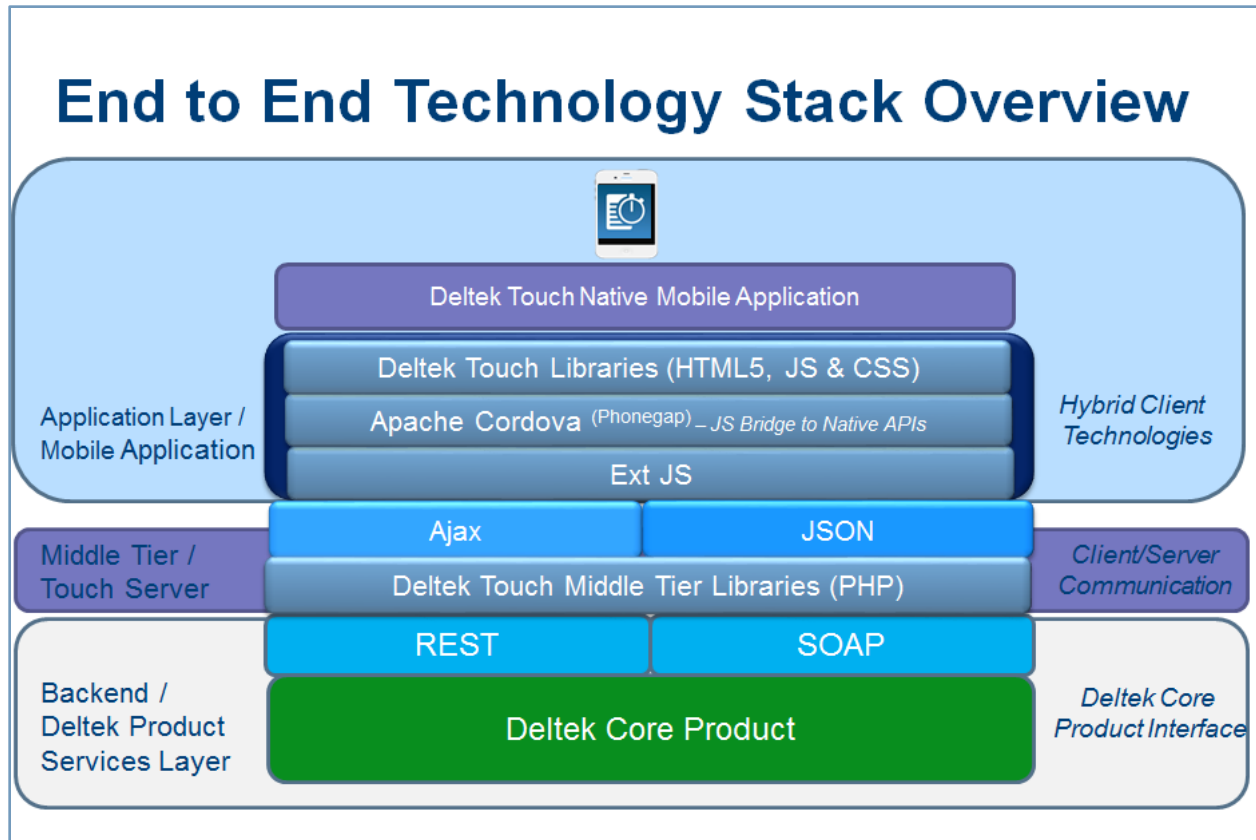 End to End Technology Stack Overview
Deltek Touch Native Mobile Application
Deltek Touch Libraries (HTML5, JS & CSS)
Application Layer /
Mobile Application
Apache Cordova (Phonegap) – JS Bridge to Native APIs
Hybrid Client
Technologies
Ext JS
Ajax
JSON
Middle Tier /
Touch Server
Deltek Touch Middle Tier Libraries (PHP)
Client/Server
Communication
REST
SOAP
Backend /
Deltek Product
Services Layer
Deltek Core Product
Deltek Core
Product Interface